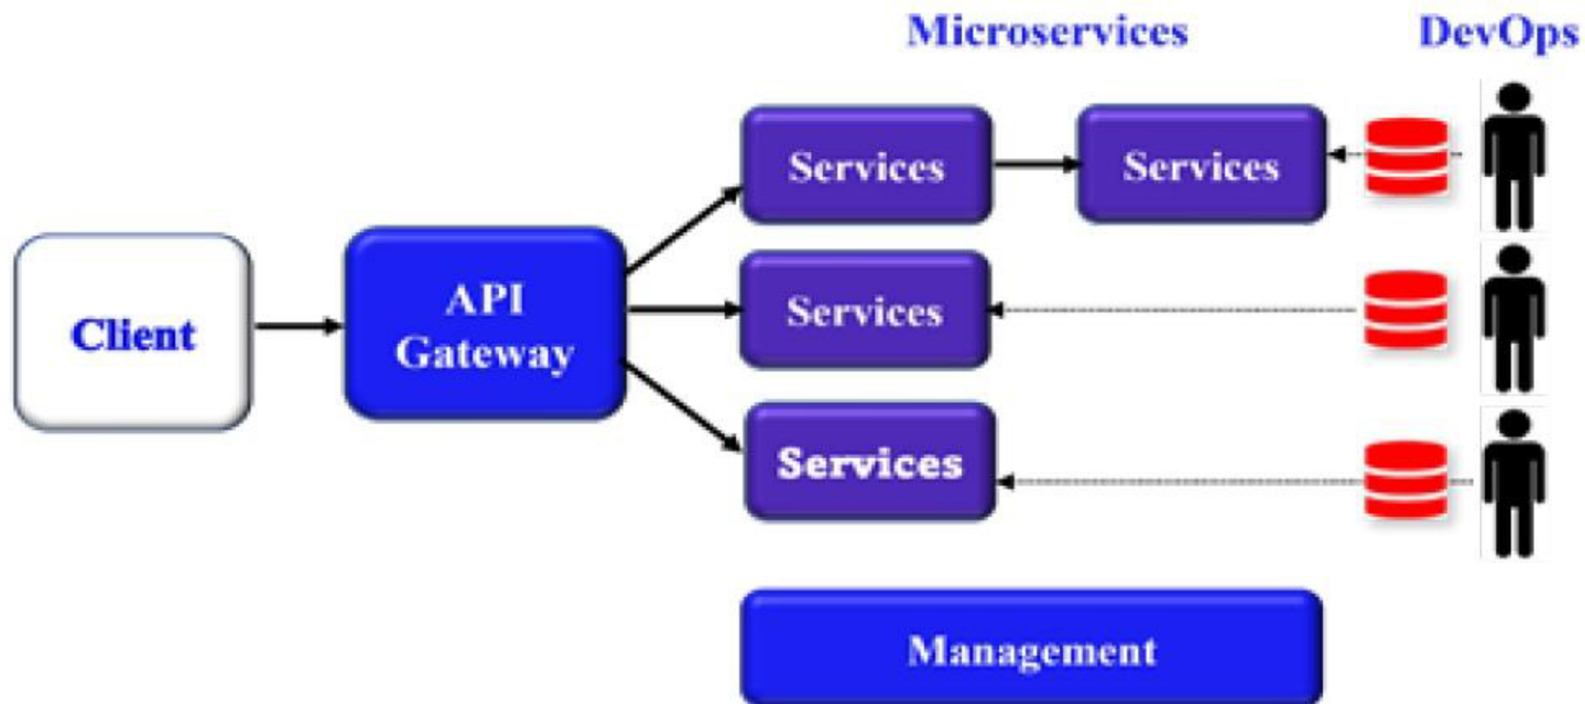 Microservices
DevOps
Services
Services
Client
API
Gateway
Services
Services
Management